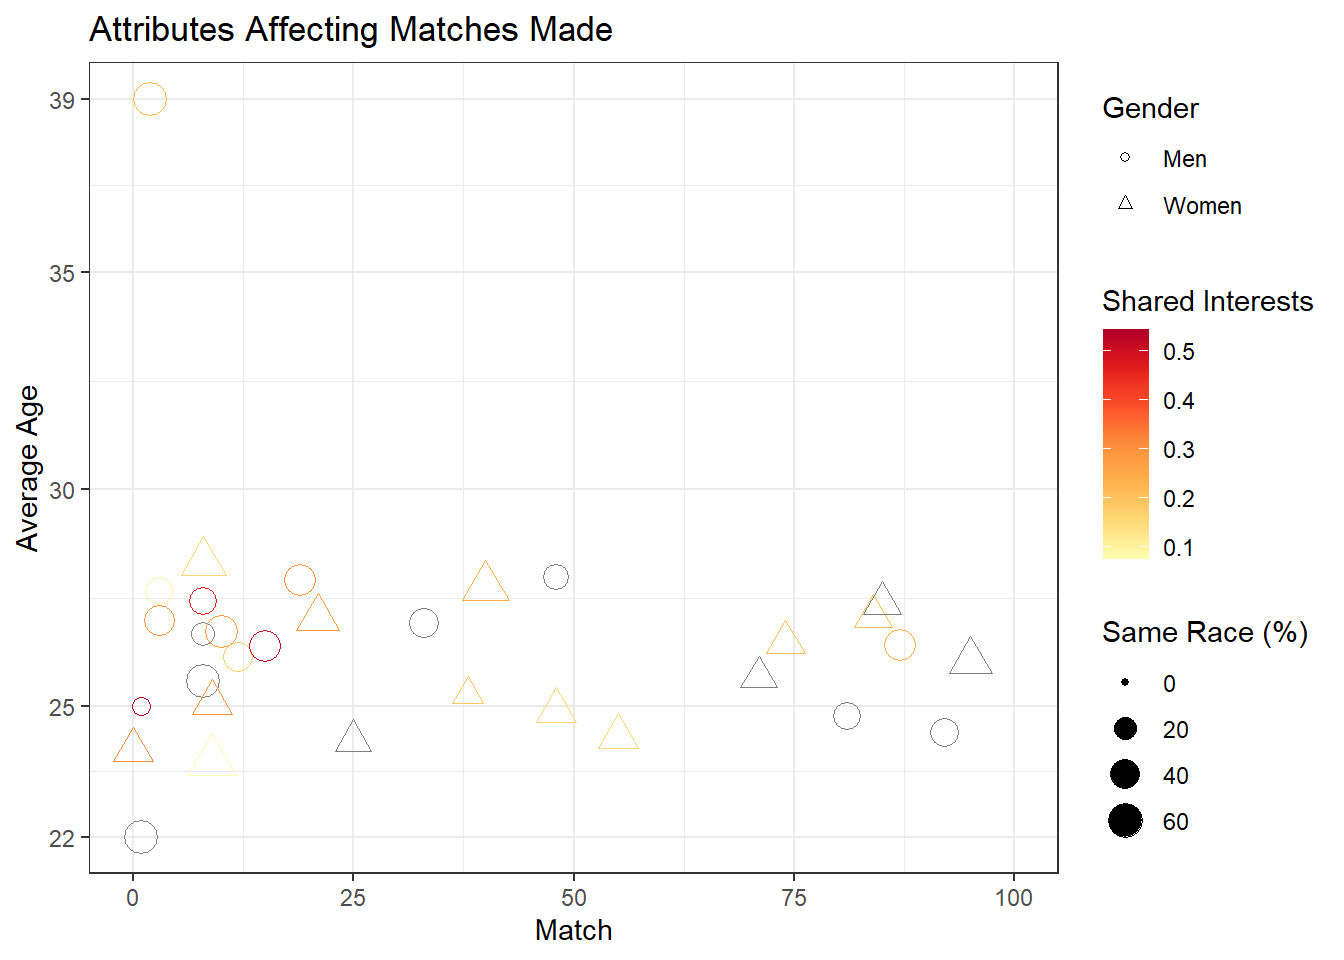 Attributes Affecting Matches Made
39
35
30
25
22
Average Age
0 25 50 75 100
Match
Gender
Men
Women
Shared Interests
0.5
0.4
0.3
0.2
0.1
Same Race (%)
0
20
40
60